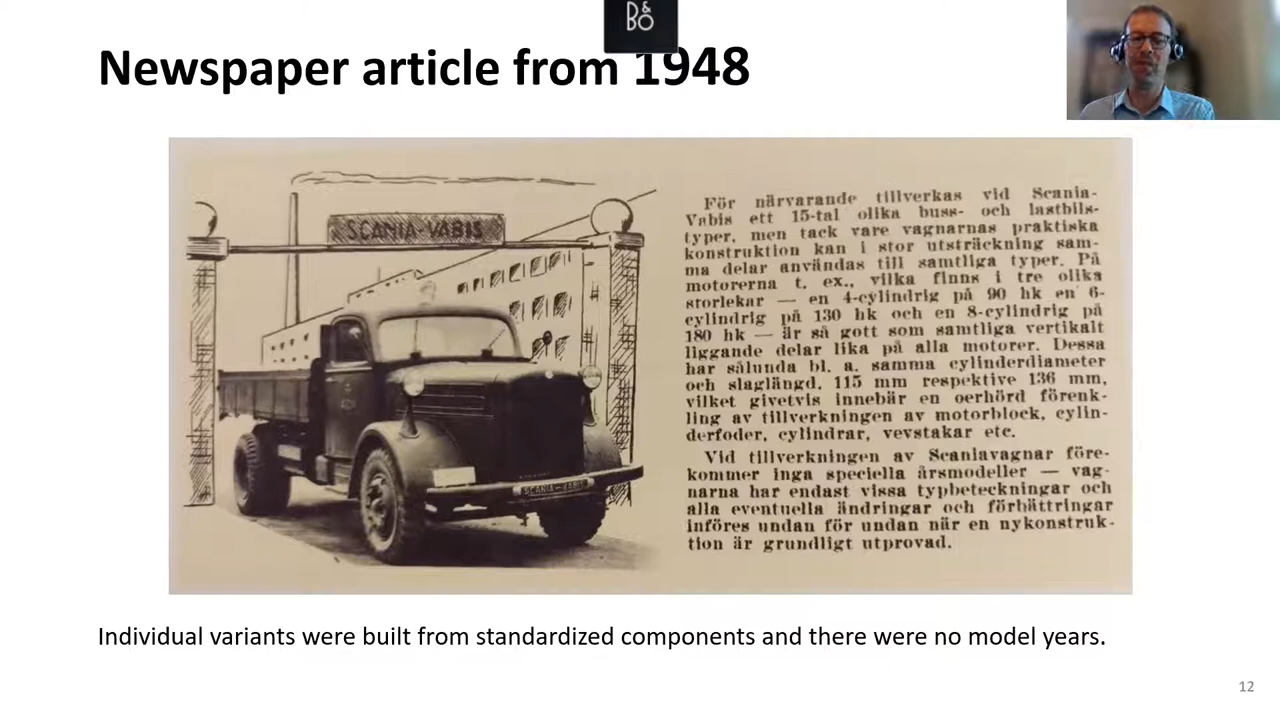 B&O
Newspaper article from 1948
SCANIA-VABIS
För närvarande tillverkas vid Scania-
Vabis ett 15-tal olika buss- och lastbils-
typer, men tack vare vagnarnas praktiska
konstruktion kan i stor utsträckning sam-
ma delar användas till samtliga typer. På
motorerna t. ex., vilka finns i tre olika
storlekar — en 4-cylindrig på 90 hk en 6-
cylindrig på 130 hk och en 8-cylindrig på
180 hk — är så gott som samtliga vertikalt
liggande delar lika på alla motorer. Dessa
har sålunda bl. a. samma cylinderdiameter
och slaglängd, 115 mm respektive 136 mm,
vilket givetvis innebär en oerhörd förenk-
ling av tillverkningen av motorblock, cylin-
derfoder, cylindrar, vevstakar etc.
Vid tillverkningen av Scaniavagnar före-
kommer inga speciella årsmodeller — vag-
narna har endast vissa typbeteckningar och
alla eventuella ändringar och förbättringar
införes undan för undan när en nykonstruk-
tion är grundligt utprovad.
SCANIA-VABIS
Individual variants were built from standardized components and there were no model years.
12